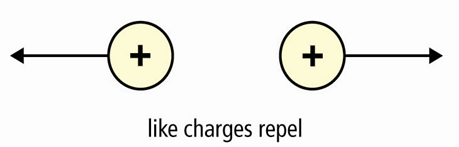 + +
like charges repel